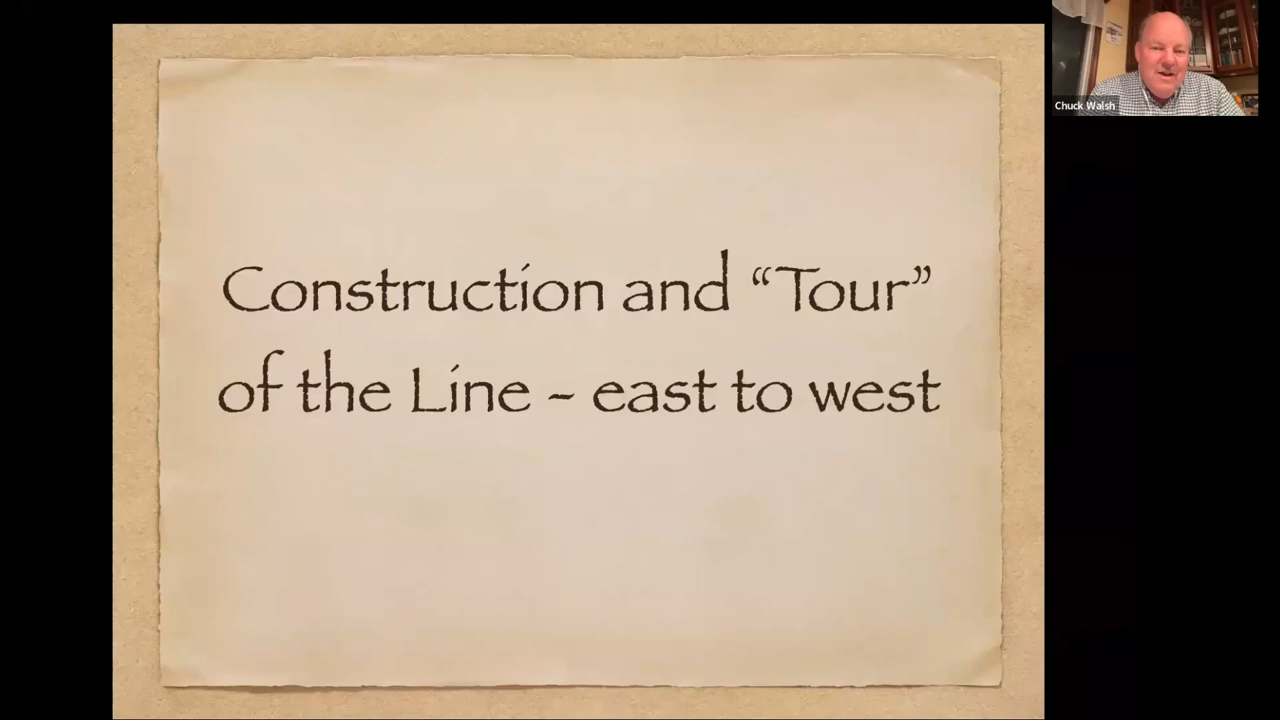 Construction and “Tour”
of the Line - east to west
Chuck Walsh